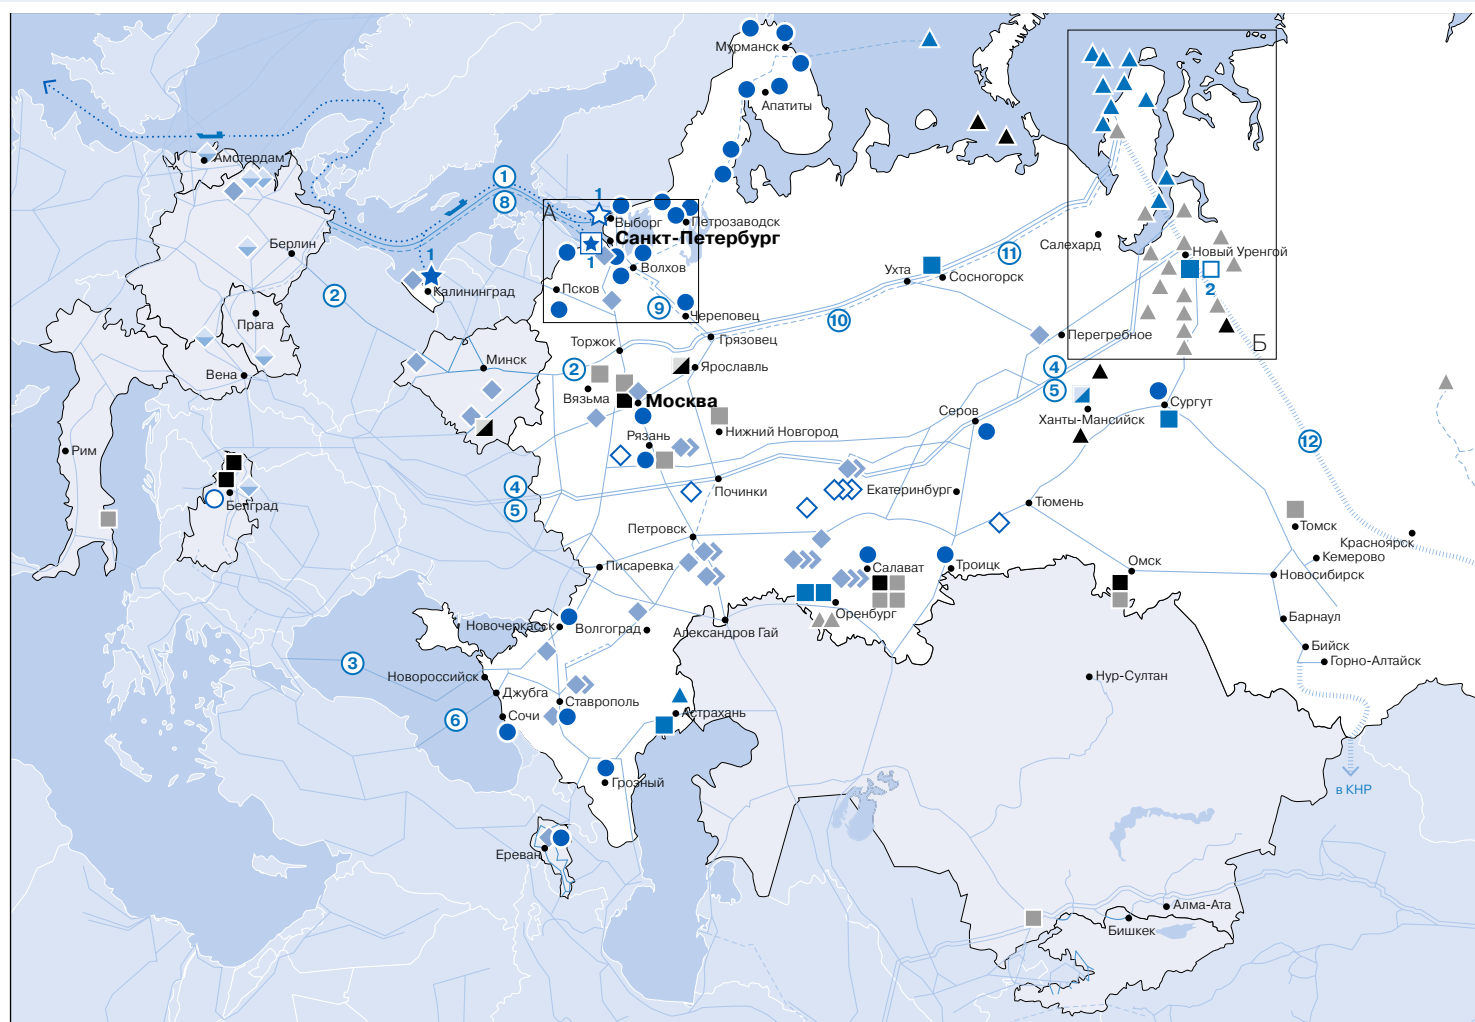 Мурманск
Апатиты
Амстердам
1
8
1
А
Выборг
Петрозаводск
Санкт-Петербург
1
Волхов
Берлин
1
Калининград
2
Псков
9
Череповец
Прага
Салехард
Новый Уренгой
2
11
Ухта
Сосногорск
10
Грязовец
Перегребное
Б
Торжок
Минск
2
Ярославль
4
5
Вена
Вязьма
Москва
Серов
Ханты-Мансийск
Сургут
Рим
Рязань
Нижний Новгород
12
4
5
Починки
Екатеринбург
Тюмень
Белград
Петровск
Томск
Красноярск
Кемерово
Писаревка
Салават
Троицк
Омск
Новосибирск
Оренбург
Барнаул
Новочеркасск
Волгоград
Александров Гай
Бийск
Горно-Алтайск
3
Новороссийск
Нур-Султан
Джубга
Ставрополь
6
Сочи
Астрахань
Грозный
в КНР
Ереван
Алма-Ата
Бишкек